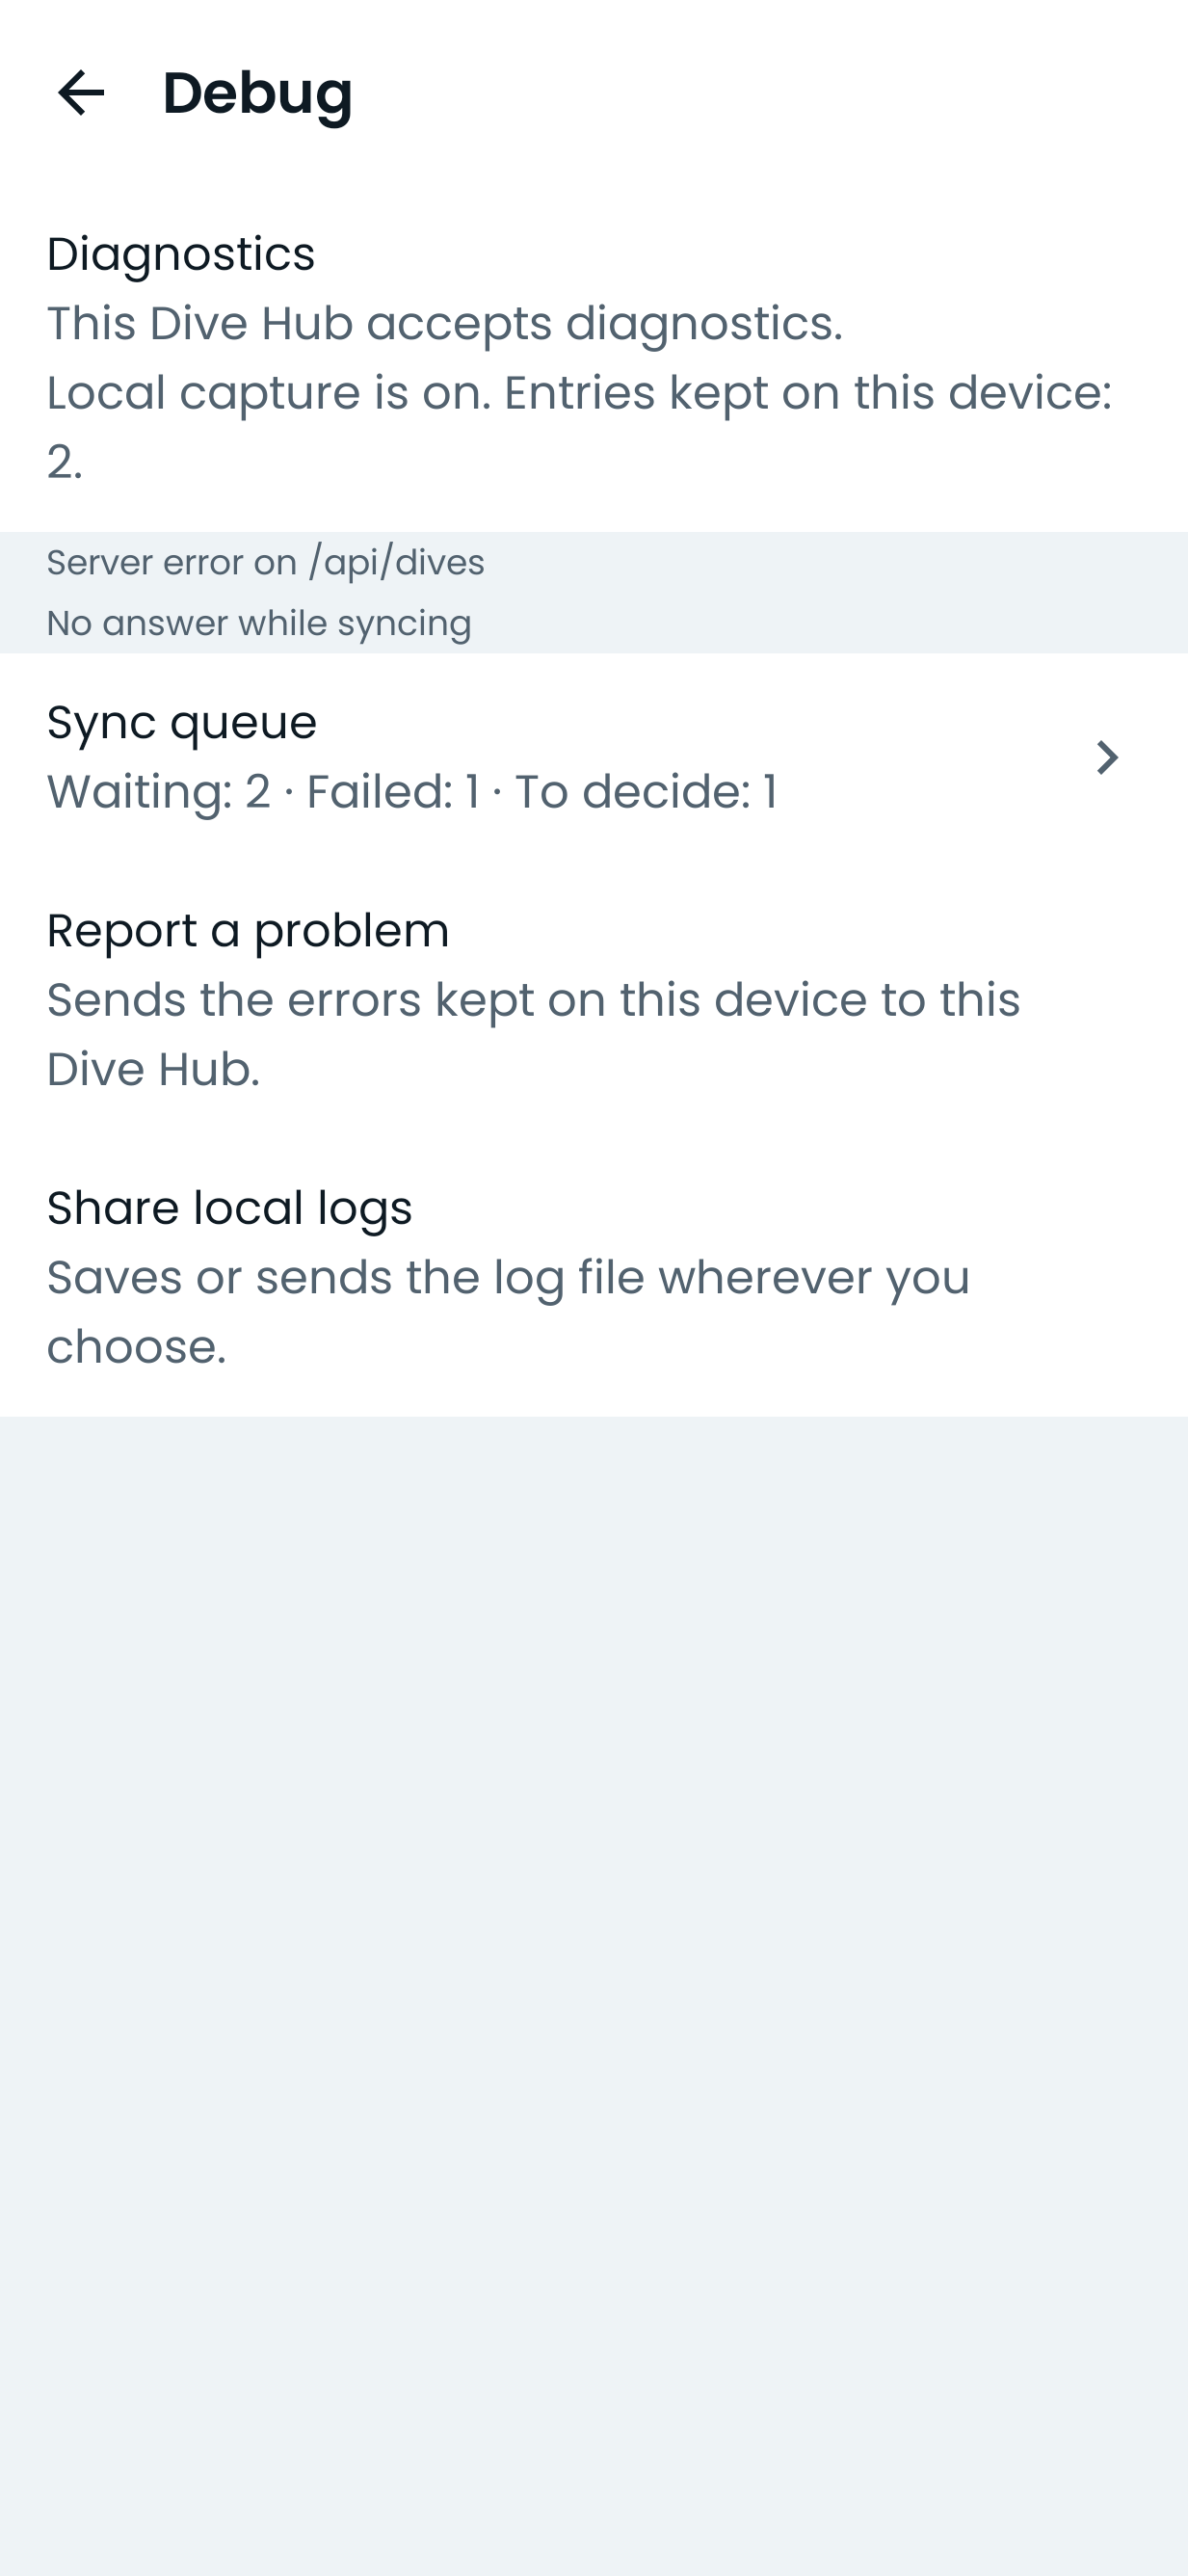 Debug
Diagnostics
This Dive Hub accepts diagnostics.
Local capture is on. Entries kept on this device:
2.
Server error on /api/dives
No answer while syncing
Sync queue
Waiting: 2 · Failed: 1 · To decide: 1
Report a problem
Sends the errors kept on this device to this
Dive Hub.
Share local logs
Saves or sends the log file wherever you
choose.